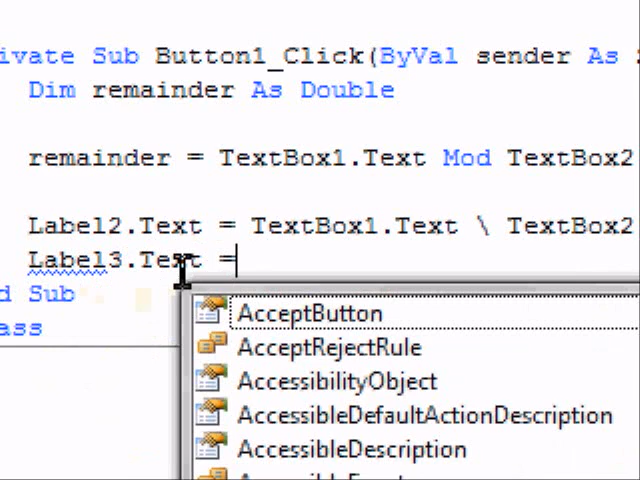 ivate Sub Button1_Click(ByVal sender As
Dim remainder As Double
remainder = TextBox1.Text Mod TextBox2
Label2.Text = TextBox1.Text \ TextBox2
Label3.Text =
d Sub
ass
AcceptButton
AcceptRejectRule
AccessibilityObject
AccessibleDefaultActionDescription
AccessibleDescription